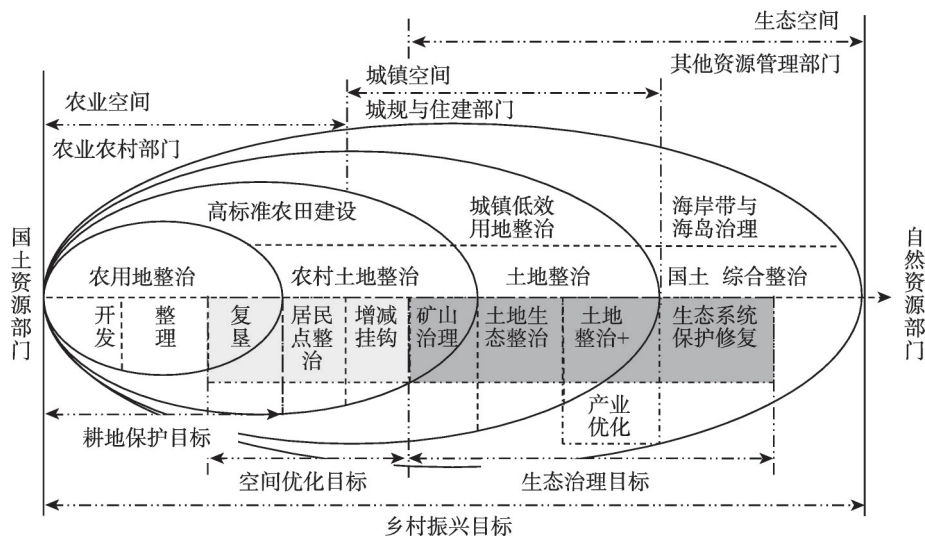 生态空间
其他资源管理部门
城镇空间
城规与住建部门
农业空间
农业农村部门
高标准农田建设
城镇低效
用地整治
海岸带与
海岛治理
国土资源部门
自然资源部门
农用地整治
农村土地整治
土地整治
国土 综合整治
开发
整理
复垦
居民
点整
治
增减
挂钩
矿山
治理
土地生
态整治
土地
整治+
生态系统
保护修复
产业
优化
耕地保护目标
空间优化目标
生态治理目标
乡村振兴目标